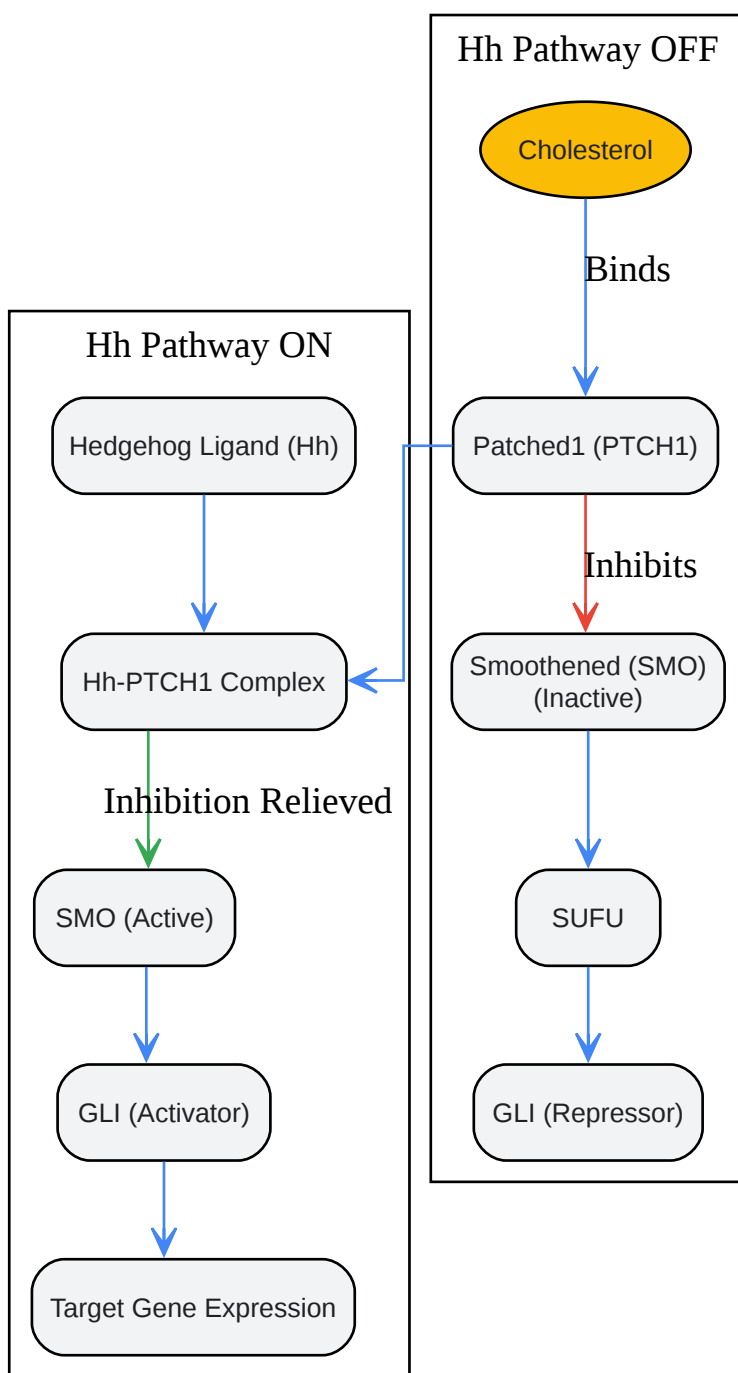 Hh Pathway OFF
Cholesterol
Binds
Patched1 (PTCH1)
Inhibits
Smoothened (SMO)
(Inactive)
SUFU
GLI (Repressor)
Hh Pathway ON
Hedgehog Ligand (Hh)
Hh-PTCH1 Complex
Inhibition Relieved
SMO (Active)
GLI (Activator)
Target Gene Expression